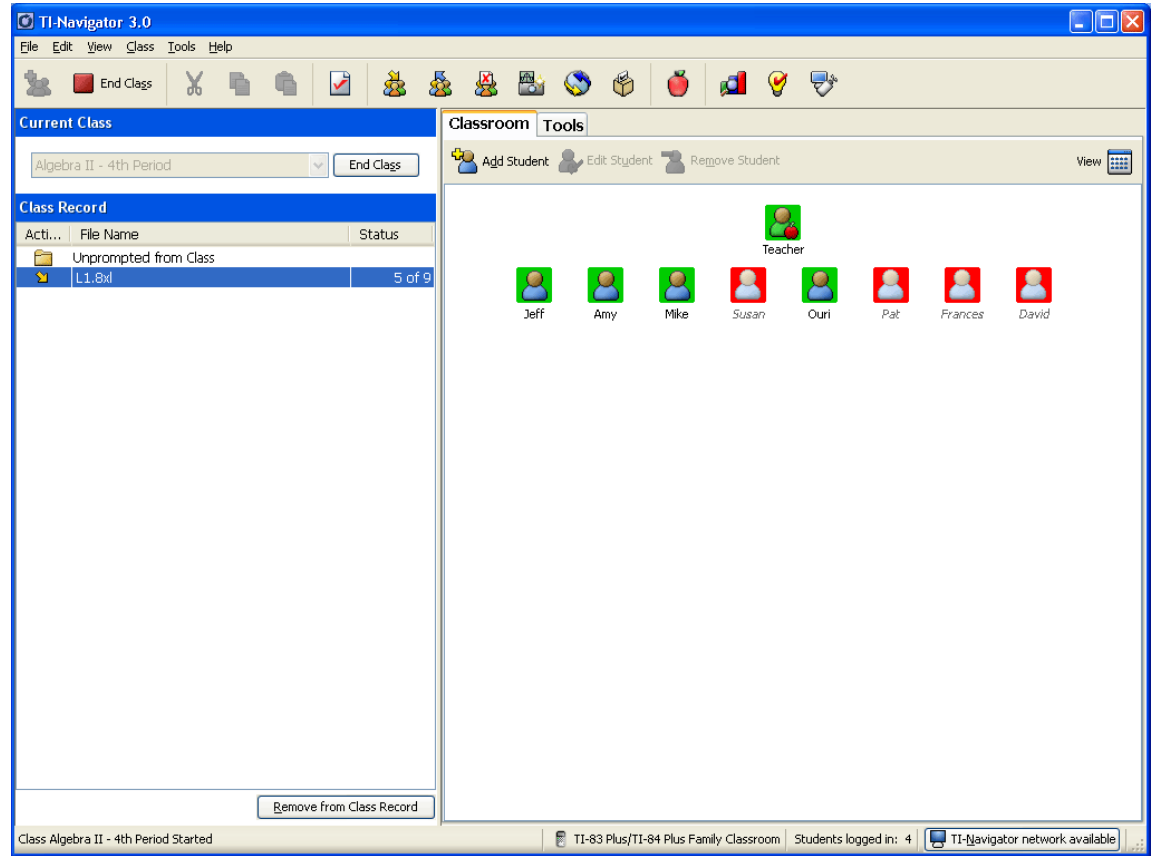 TI-Navigator 3.0
File Edit View Class Tools Help
End Class
Current Class
Algebra II - 4th Period End Class
Class Record
Acti... File Name Status
Unprompted from Class
L1.8xl 5 of 9
Remove from Class Record
Classroom Tools
Add Student Edit Student Remove Student View
Teacher
Jeff Amy Mike Susan Ouri Pat Frances David
Class Algebra II - 4th Period Started TI-83 Plus/TI-84 Plus Family Classroom Students logged in: 4 TI-Navigator network available